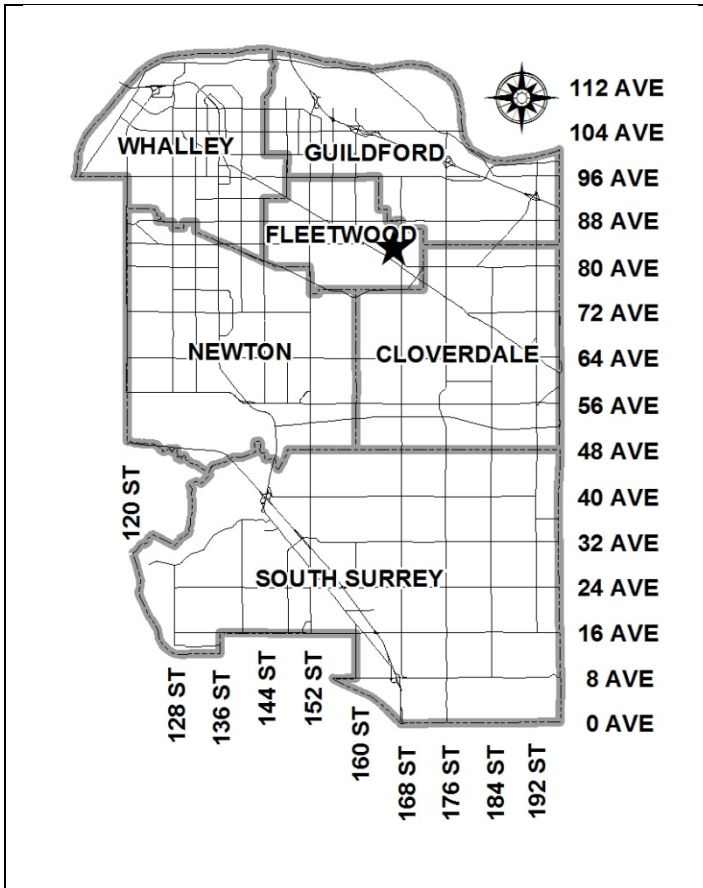 112 AVE
104 AVE
WHALLEY
GUILDFORD
96 AVE
88 AVE
FLEETWOOD
80 AVE
72 AVE
NEWTON
CLOVERDALE
64 AVE
56 AVE
48 AVE
120 ST
40 AVE
32 AVE
SOUTH SURREY
24 AVE
16 AVE
8 AVE
0 AVE
128 ST
136 ST
144 ST
152 ST
160 ST
168 ST
176 ST
184 ST
192 ST